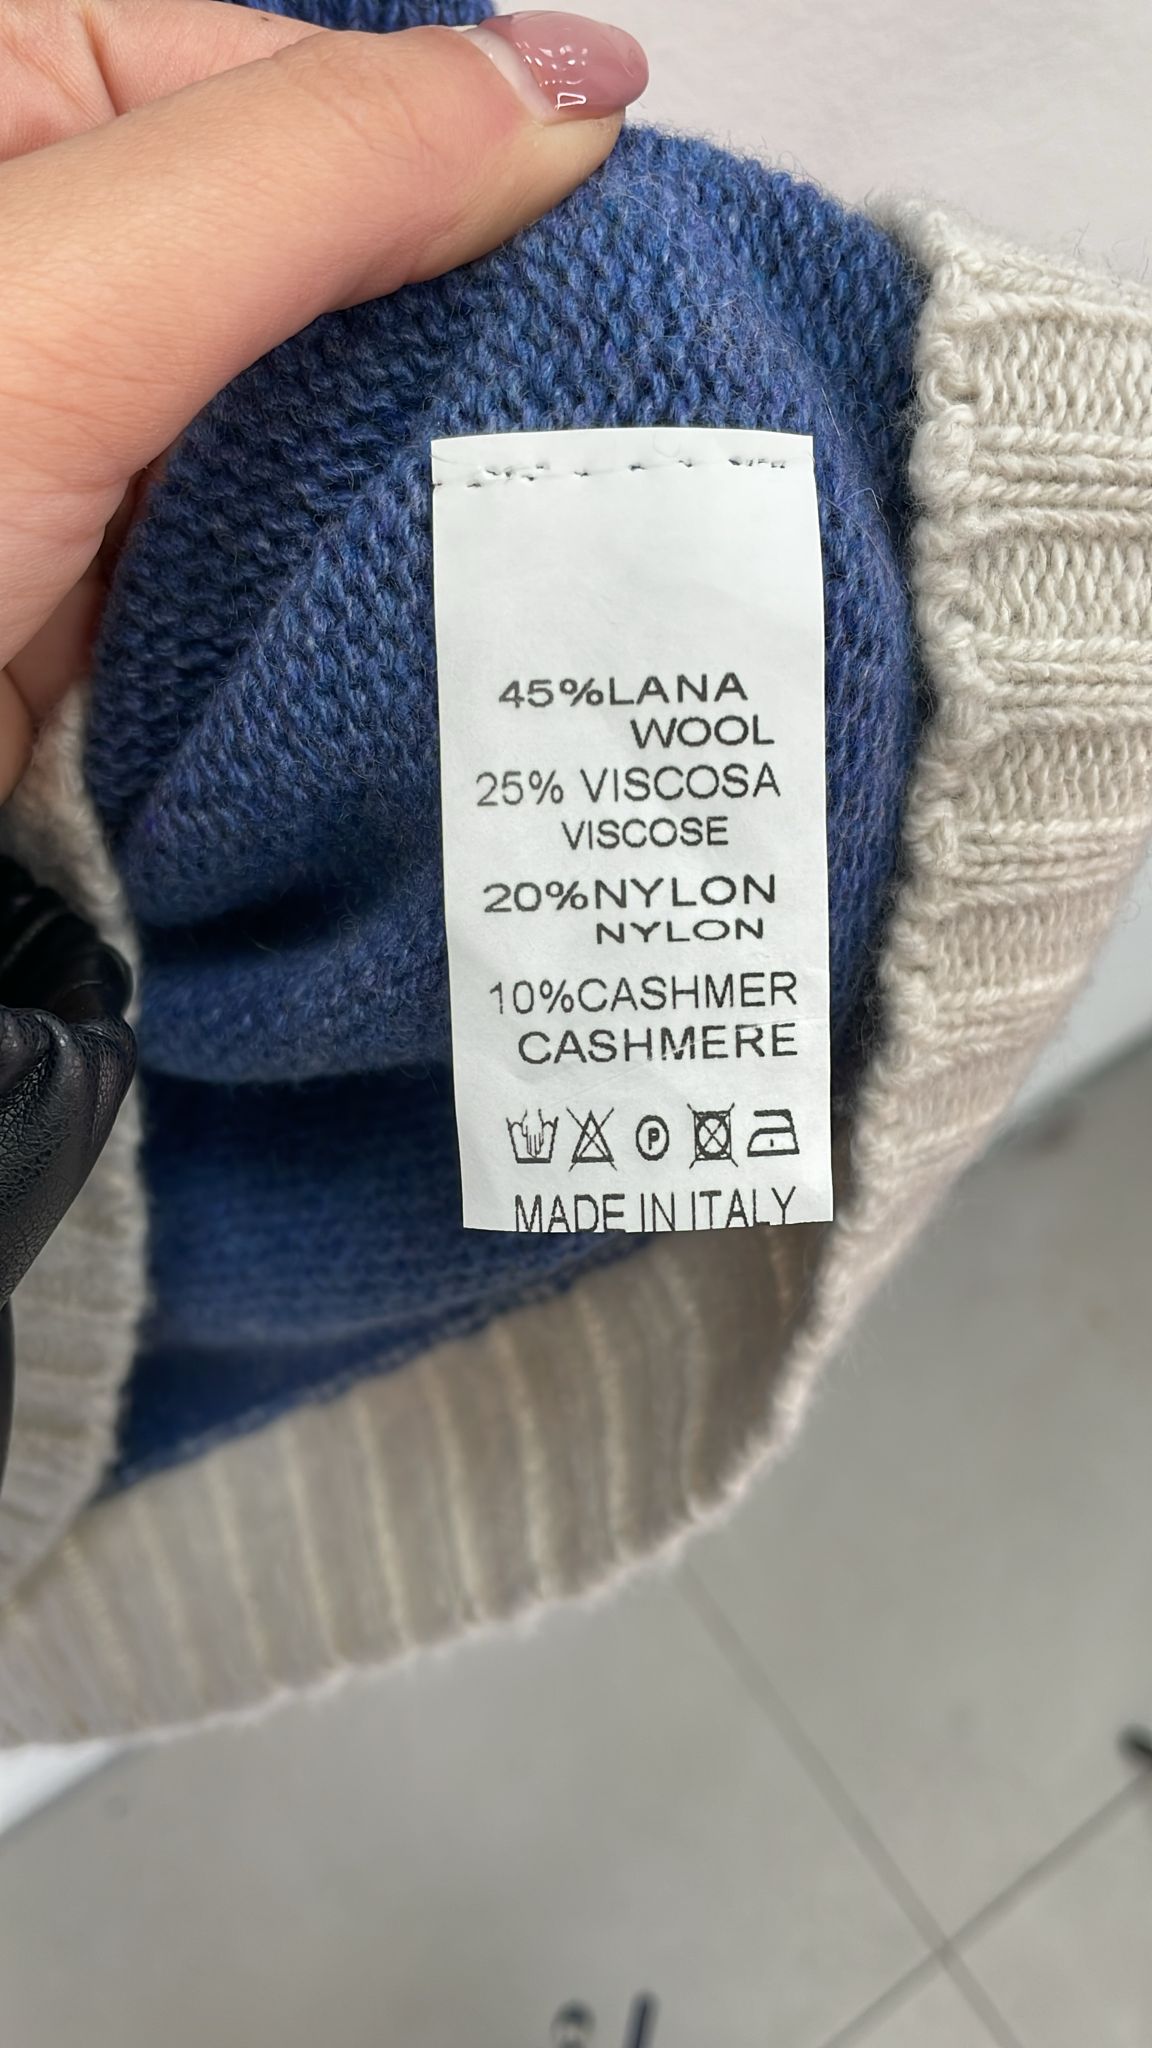 45%LANA
WOOL
25% VISCOSA
VISCOSE
20%NYLON
NYLON
10%CASHMER
CASHMERE
P
MADE IN ITALY